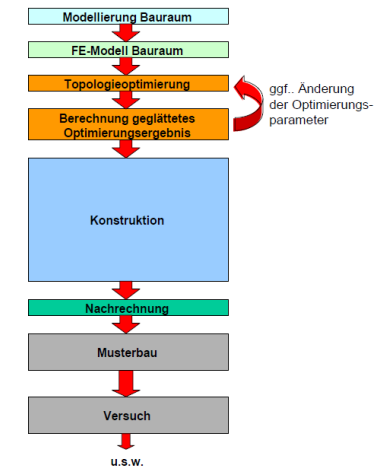 Modellierung Bauraum
FE-Modell Bauraum
Topologieoptimierung
ggf.. Änderung
der Optimierungs-
parameter
Berechnung geglättetes
Optimierungsergebnis
Konstruktion
Nachrechnung
Musterbau
Versuch
u.s.w.